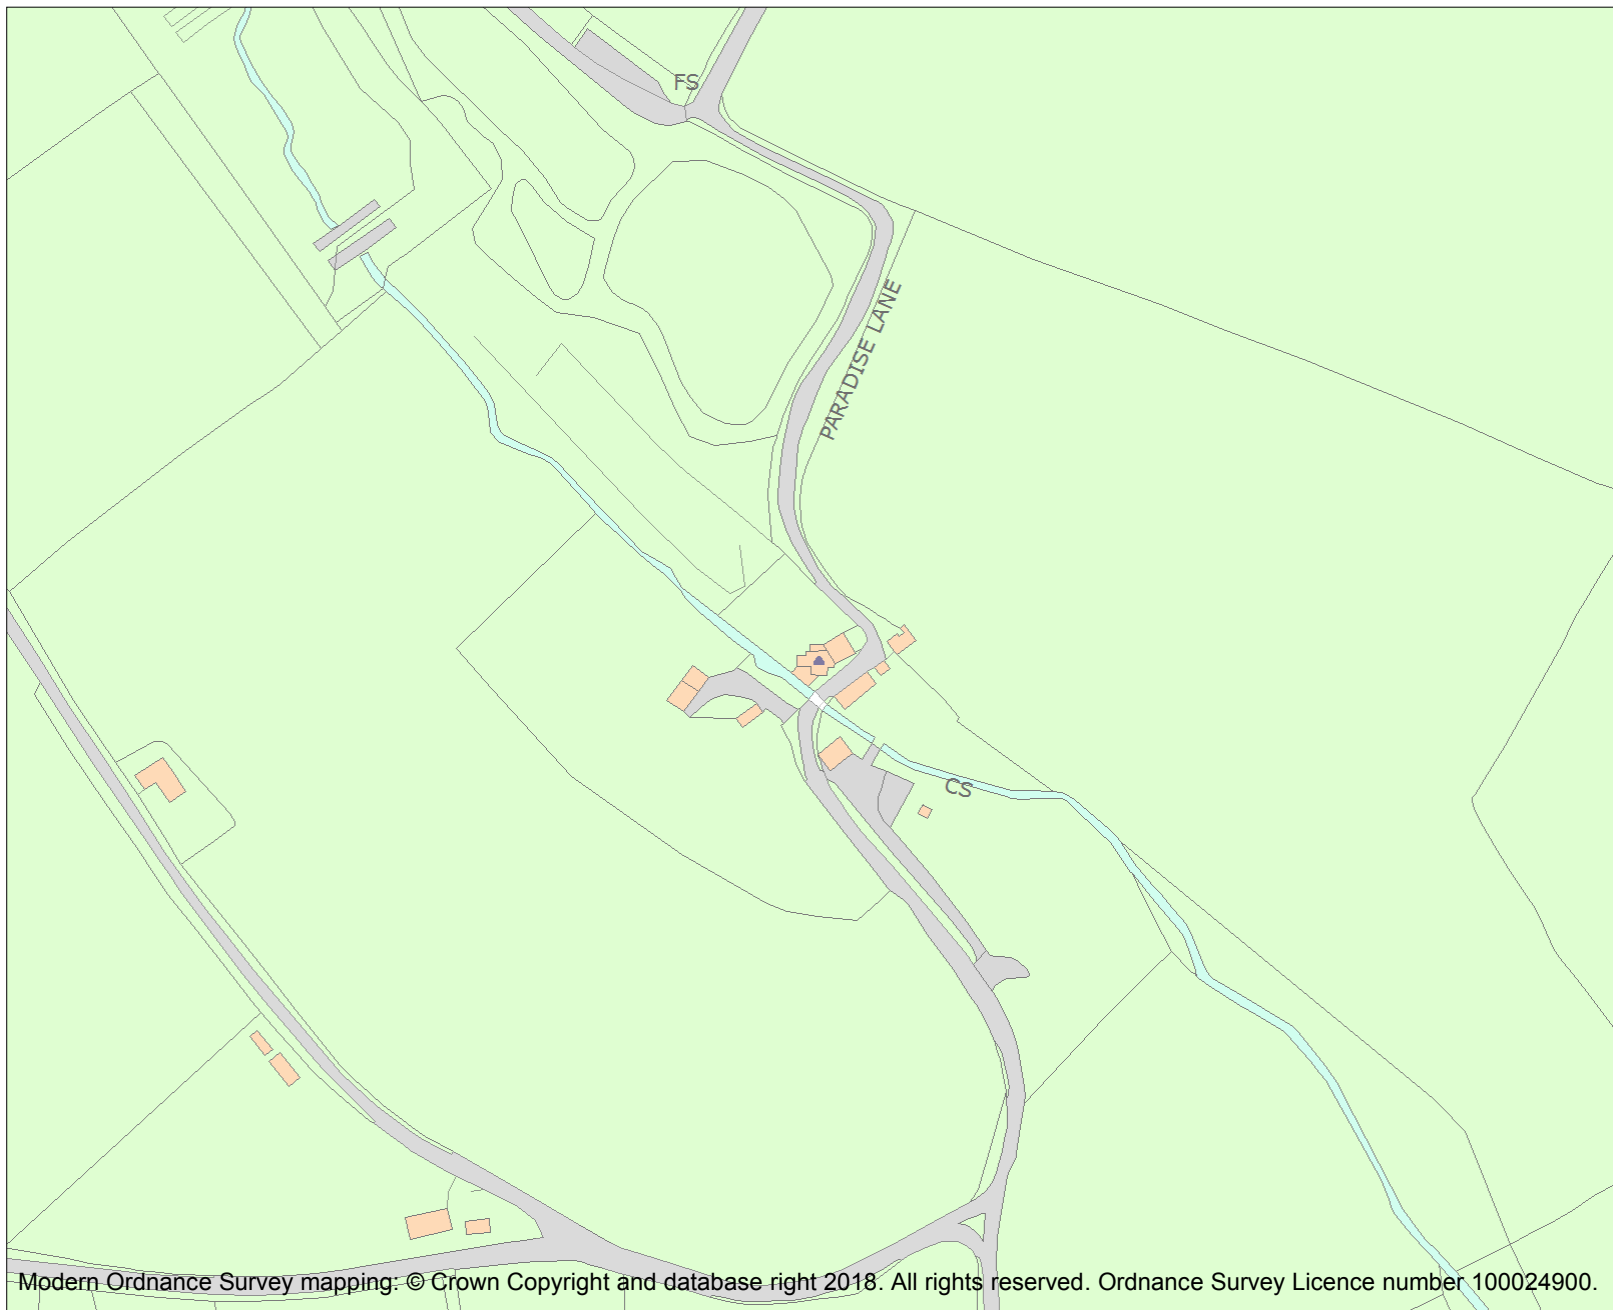 FS
PARADISE LANE
CS
Modern Ordnance Survey mapping: © Crown Copyright and database right 2018. All rights reserved. Ordnance Survey Licence number 100024900.